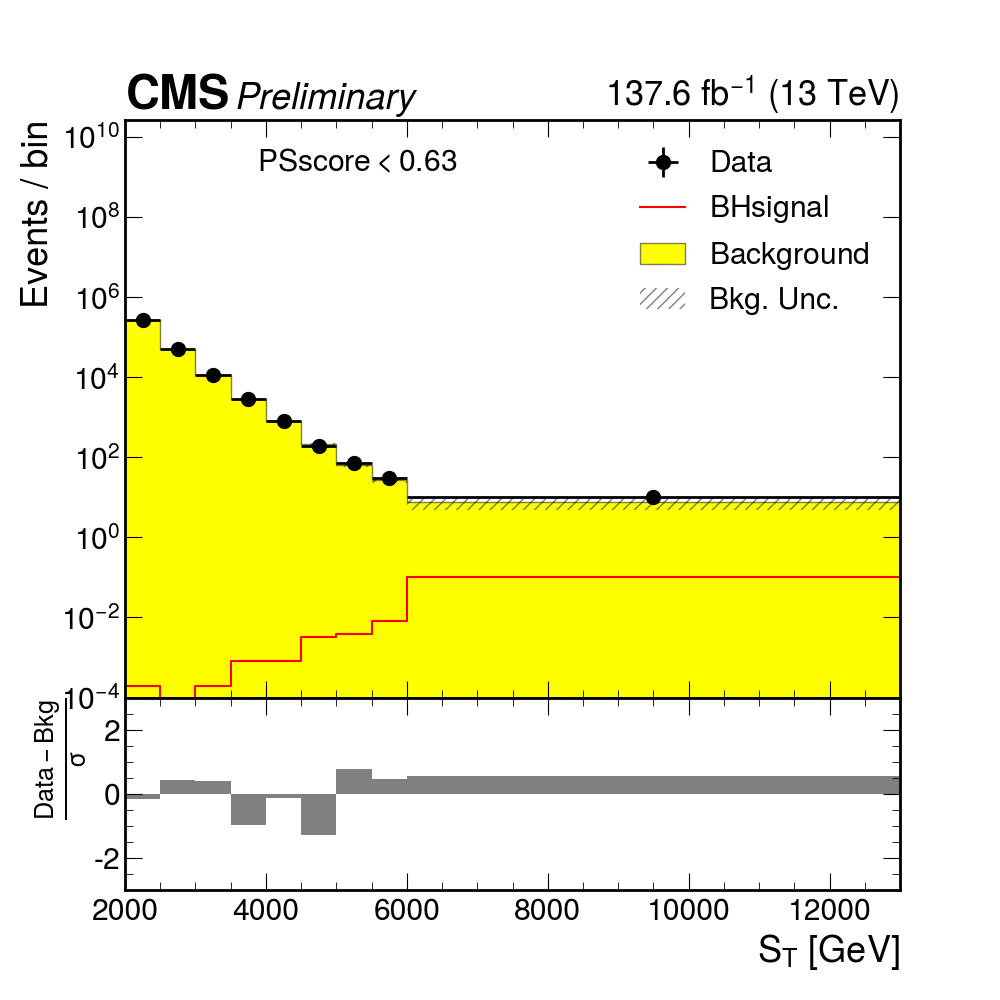 CMS Preliminary 137.6 fb⁻¹ (13 TeV)
Events / bin
PSscore < 0.63
Data
BHsignal
Background
Bkg. Unc.
10¹⁰
10⁸
10⁶
10⁴
10²
10⁰
10⁻²
10⁻⁴
Data – Bkg
σ
2
0
-2
2000 4000 6000 8000 10000 12000
S_T [GeV]